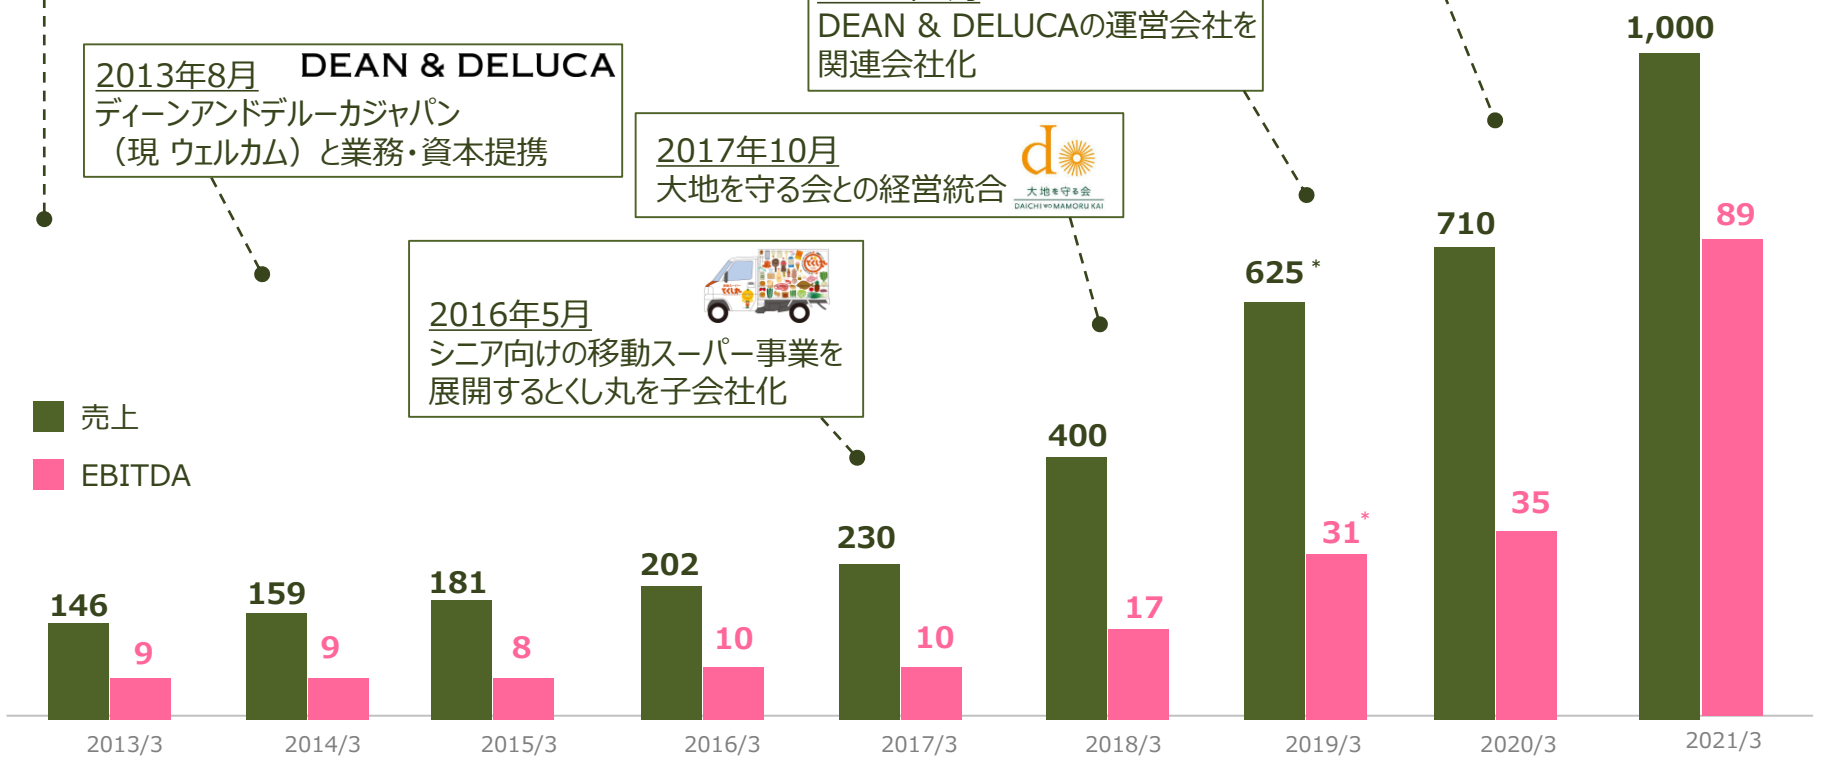 DEAN & DELUCAの運営会社を
関連会社化
2013年8月
DEAN & DELUCA
ディーンアンドデルーカジャパン
（現 ウェルカム）と業務・資本提携
2017年10月
大地を守る会との経営統合
d
大地を守る会
DAICHI WO MAMORU KAI
2016年5月
シニア向けの移動スーパー事業を
展開するとくし丸を子会社化
とくし丸
売上
EBITDA
146
9
159
9
181
8
202
10
230
10
400
17
625 *
31*
710
35
1,000
89
2013/3
2014/3
2015/3
2016/3
2017/3
2018/3
2019/3
2020/3
2021/3